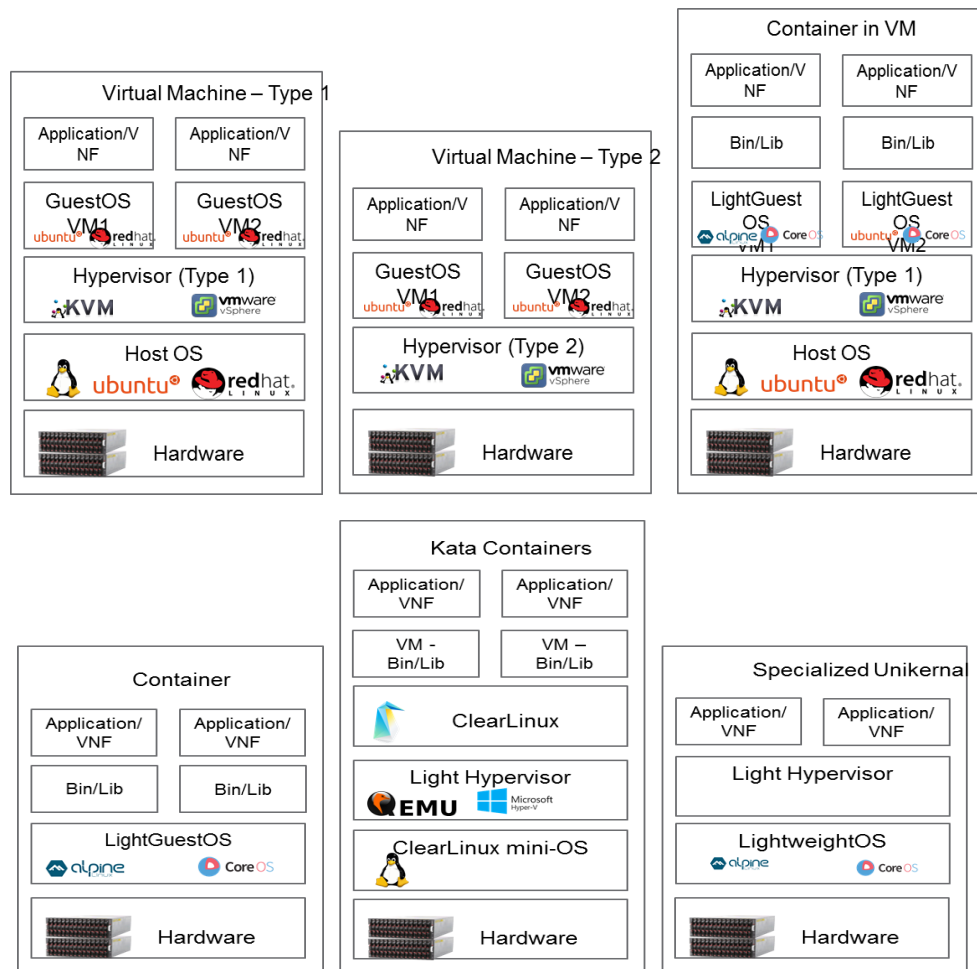 Virtual Machine – Type 1
Application/V
NF
Application/V
NF
GuestOS
VM1
ubuntu
redhat.
LINUX
GuestOS
VM2
ubuntu
redhat.
LINUX
Hypervisor (Type 1)
KVM
vmware
vSphere
Host OS
ubuntu
redhat.
LINUX
Hardware
Virtual Machine – Type 2
Application/V
NF
Application/V
NF
GuestOS
VM1
ubuntu
redhat.
LINUX
GuestOS
VM2
ubuntu
redhat.
LINUX
Hypervisor (Type 2)
KVM
vmware
vSphere
Hardware
Container in VM
Application/V
NF
Application/V
NF
Bin/Lib
Bin/Lib
LightGuest
OS
VM1
alpine
CoreOS
LightGuest
OS
VM2
ubuntu
CoreOS
Hypervisor (Type 1)
KVM
vmware
vSphere
Host OS
ubuntu
redhat.
LINUX
Hardware
Container
Application/
VNF
Application/
VNF
Bin/Lib
Bin/Lib
LightGuestOS
alpine
LINUX
CoreOS
Hardware
Kata Containers
Application/
VNF
Application/
VNF
VM -
Bin/Lib
VM –
Bin/Lib
ClearLinux
Light Hypervisor
QEMU
Microsoft
Hyper-V
ClearLinux mini-OS
Hardware
Specialized Unikernal
Application/
VNF
Application/
VNF
Light Hypervisor
LightweightOS
alpine
LINUX
CoreOS
Hardware